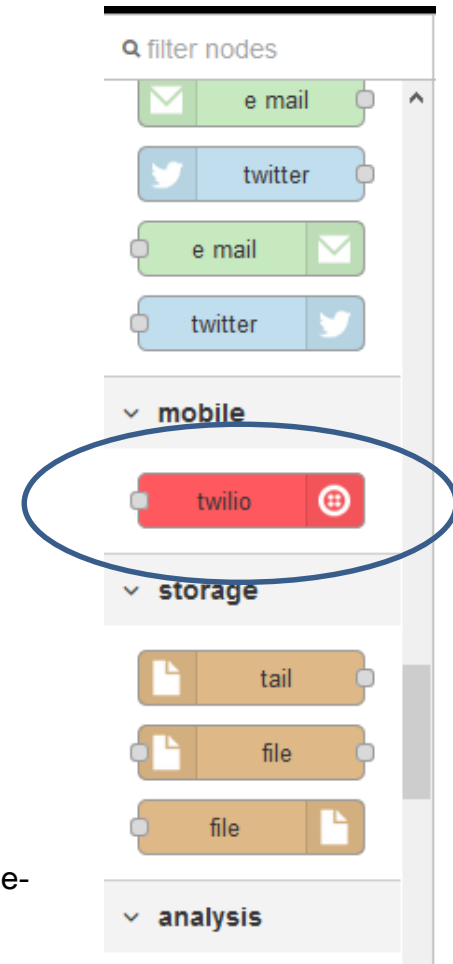 filter nodes
e mail
twitter
e mail
twitter
mobile
twilio
storage
tail
file
file
e-
analysis